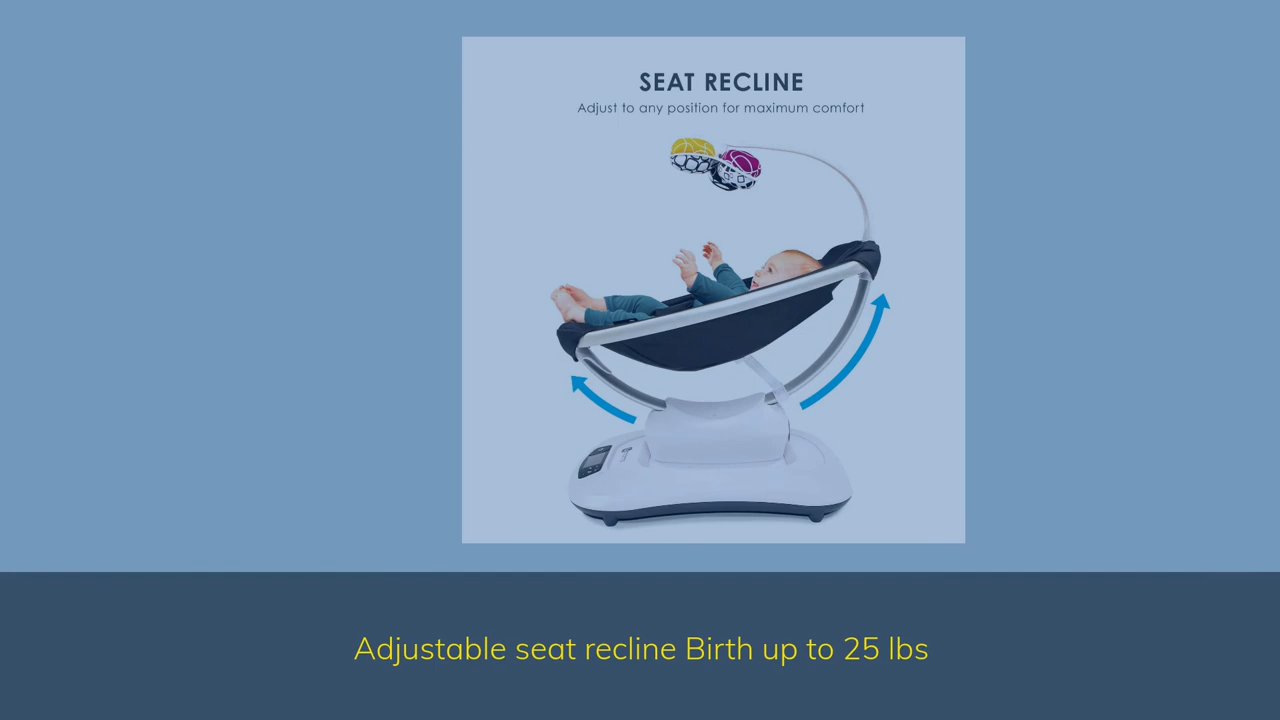 SEAT RECLINE
Adjust to any position for maximum comfort
Adjustable seat recline Birth up to 25 lbs